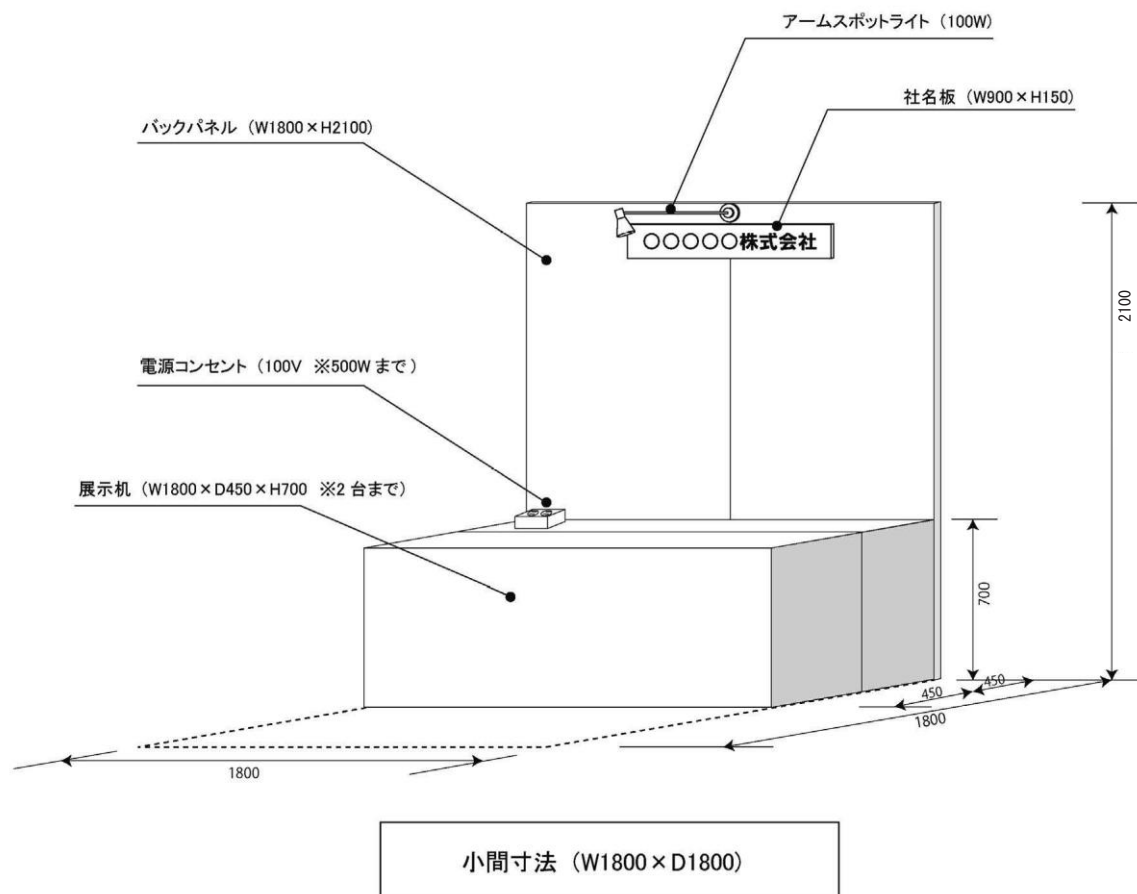 アームスポットライト（100W）
社名板（W900×H150）
バックパネル（W1800×H2100）
○○○○○株式会社
2100
電源コンセント（100V ※500Wまで）
展示机（W1800×D450×H700 ※2台まで）
700
450
450
1800
1800
小間寸法（W1800×D1800）